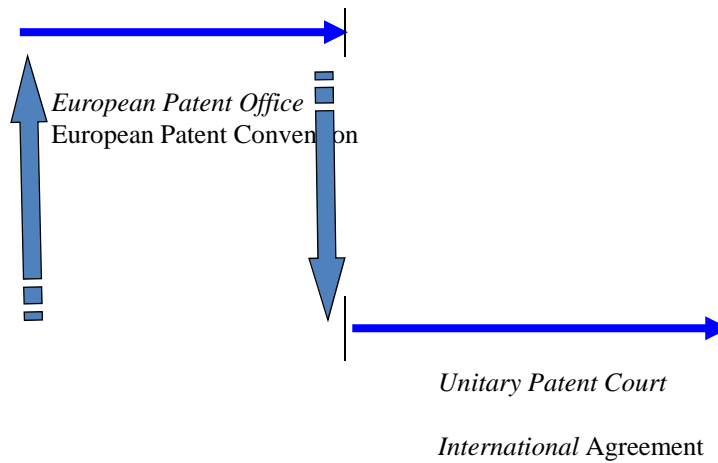 European Patent Office
European Patent Convention
Unitary Patent Court
International Agreement